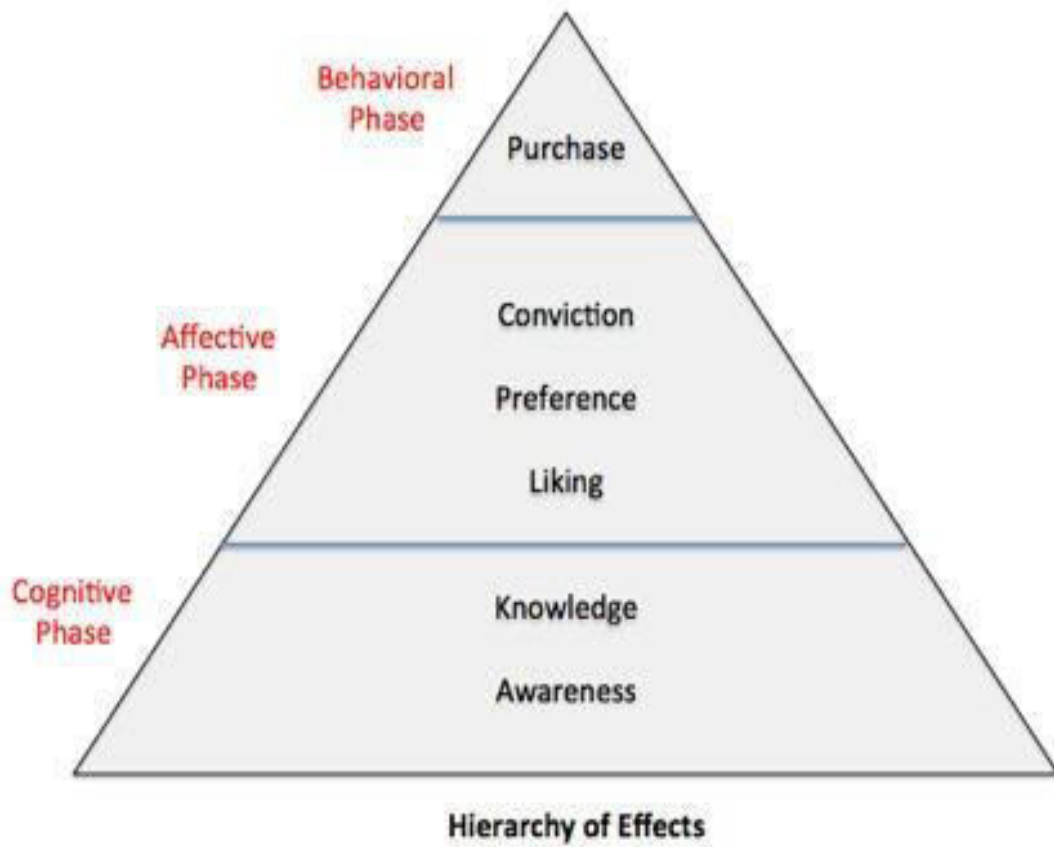 Behavioral
Phase
Purchase
Conviction
Affective
Phase
Preference
Liking
Cognitive
Phase
Knowledge
Awareness
Hierarchy of Effects